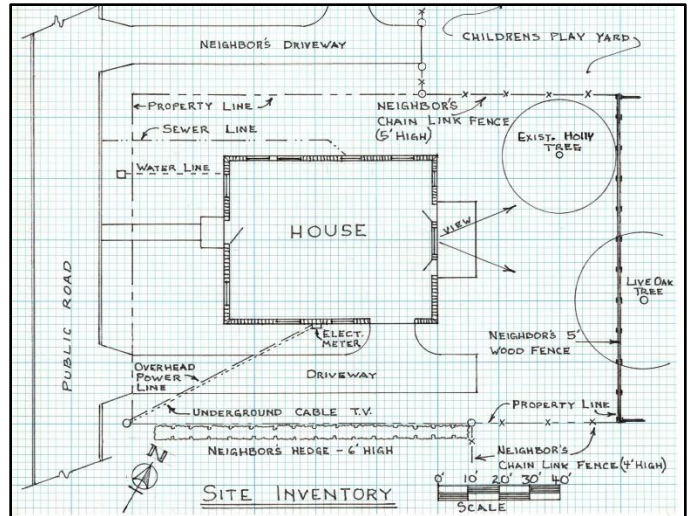 NEIGHBOR'S DRIVEWAY
CHILDRENS PLAY YARD
PROPERTY LINE
NEIGHBOR'S
CHAIN LINK FENCE
(5' HIGH)
SEWER LINE
EXIST. HOLLY
TREE
WATER LINE
HOUSE
VIEW
LIVE OAK
TREE
PUBLIC ROAD
ELECT.
METER
NEIGHBOR'S 5'
WOOD FENCE
OVERHEAD
POWER
LINE
DRIVEWAY
UNDERGROUND CABLE T.V.
PROPERTY LINE
NEIGHBOR'S HEDGE - 6' HIGH
NEIGHBOR'S
CHAIN LINK FENCE (4' HIGH)
N
SITE INVENTORY
0' 10' 20' 30' 40'
SCALE